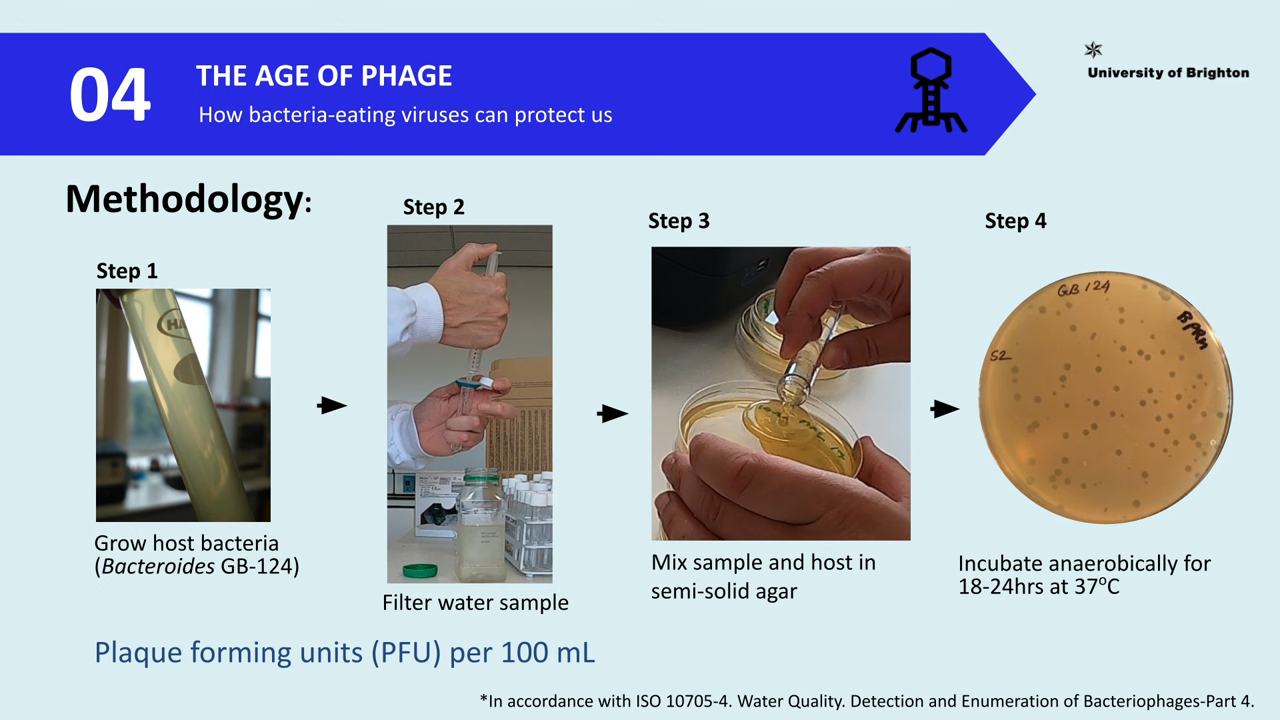 04
THE AGE OF PHAGE
How bacteria-eating viruses can protect us
University of Brighton
Methodology:
Step 1
Grow host bacteria
(Bacteroides GB-124)
Step 2
Filter water sample
Step 3
Mix sample and host in
semi-solid agar
Step 4
GB 124
BARM
S2
Incubate anaerobically for
18-24hrs at 37ºC
Plaque forming units (PFU) per 100 mL
*In accordance with ISO 10705-4. Water Quality. Detection and Enumeration of Bacteriophages-Part 4.